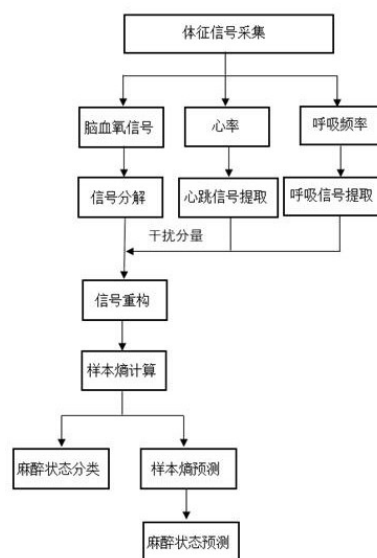 体征信号采集
脑血氧信号
心率
呼吸频率
信号分解
心跳信号提取
呼吸信号提取
干扰分量
信号重构
样本熵计算
麻醉状态分类
样本熵预测
麻醉状态预测